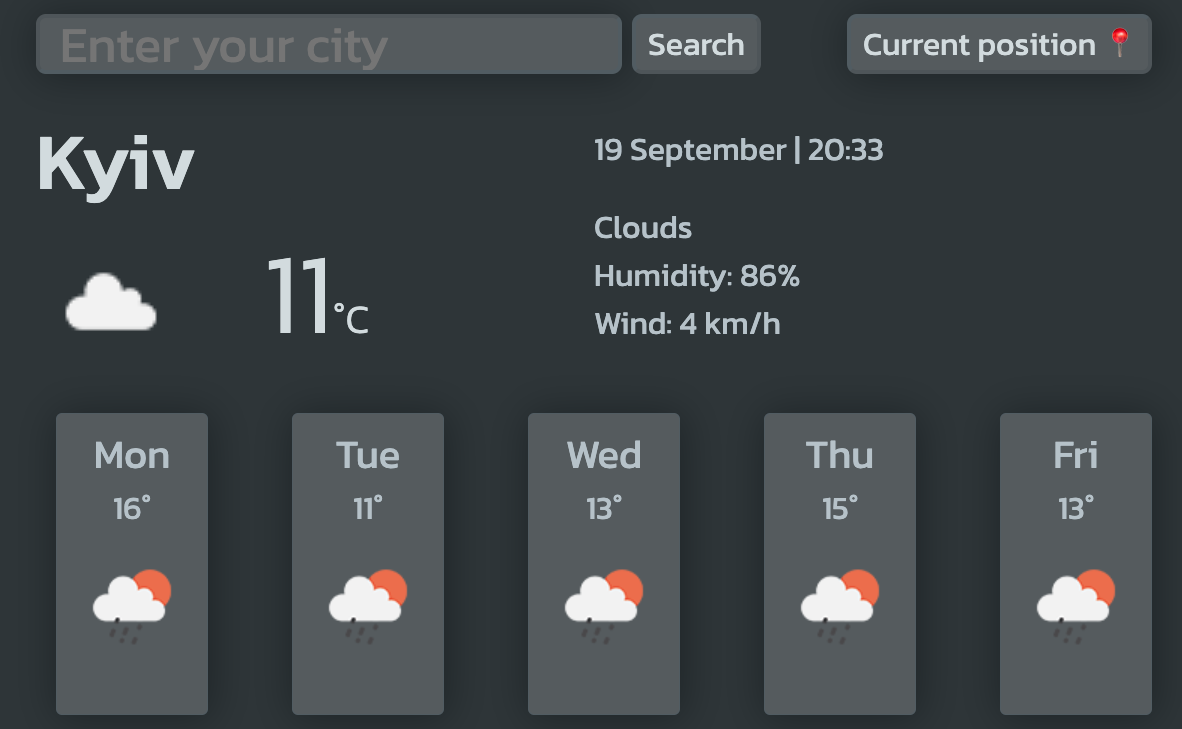 Enter your city
Search
Current position 📍
Kyiv
19 September | 20:33
11°C
Clouds
Humidity: 86%
Wind: 4 km/h
Mon
16°
Tue
11°
Wed
13°
Thu
15°
Fri
13°